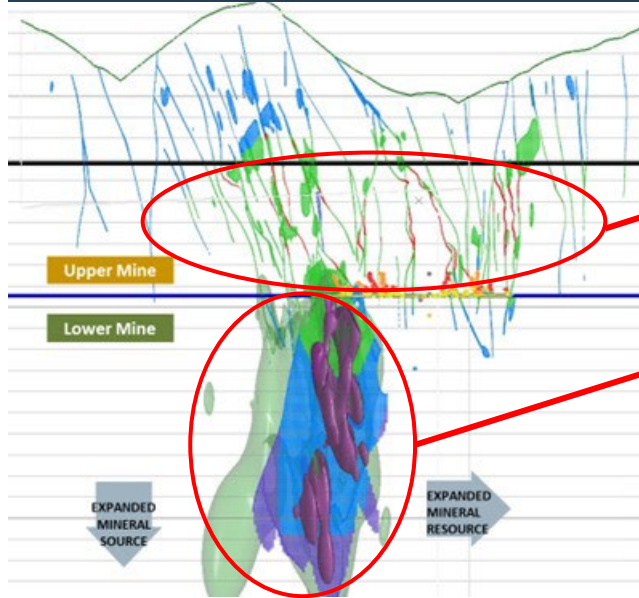 Upper Mine
Lower Mine
EXPANDED
MINERAL
SOURCE
EXPANDED
MINERAL
RESOURCE